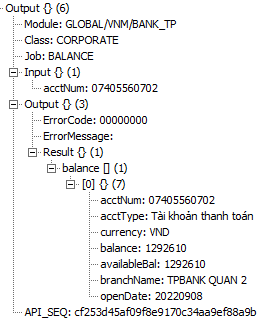 Output {} (6)
Module: GLOBAL/VNM/BANK_TP
Class: CORPORATE
Job: BALANCE
Input {} (1)
acctNum: 07405560702
Output {} (3)
ErrorCode: 00000000
ErrorMessage:
Result {} (1)
balance [] (1)
[0] {} (7)
acctNum: 07405560702
acctType: Tài khoản thanh toán
currency: VND
balance: 1292610
availableBal: 1292610
branchName: TPBANK QUAN 2
openDate: 20220908
API_SEQ: cf253d45af09f8e9170c34aa9ef88a9b